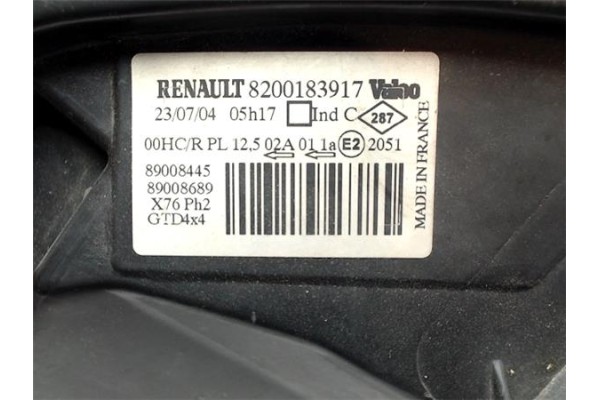 RENAULT 8200183917 Valeo
23/07/04 05h17 Ind C 287
00HC/R PL 12,5 02A 01 1a E2 2051
89008445
89008689
X76 Ph2
GTD4x4
MADE IN FRANCE